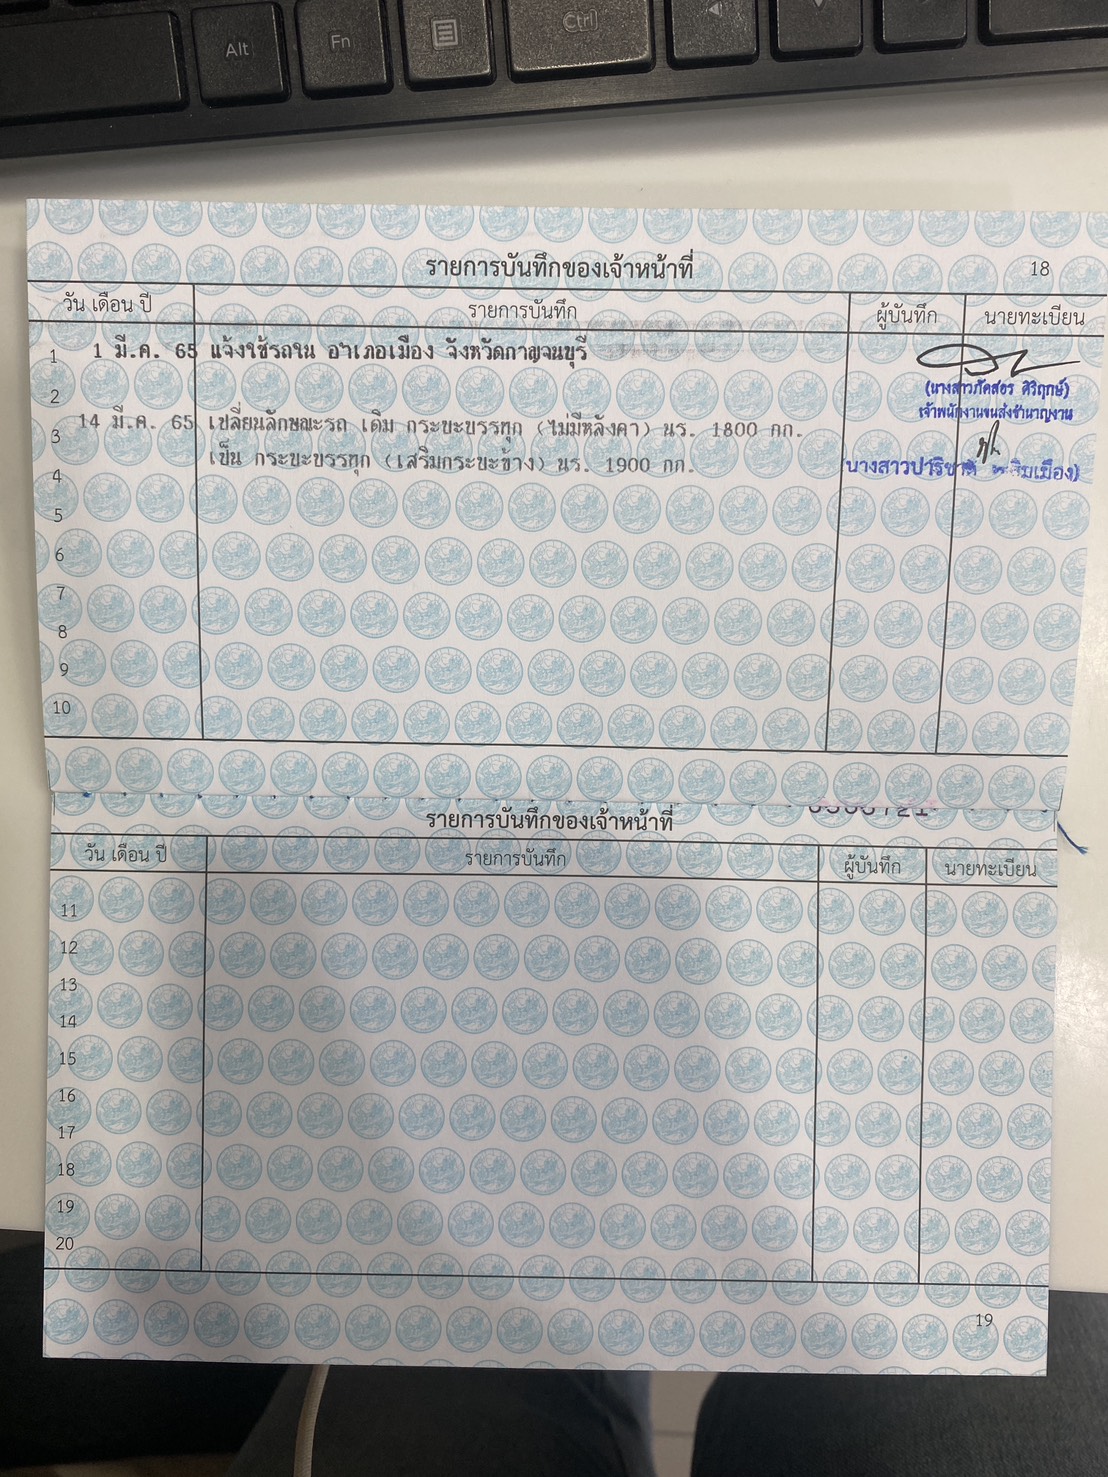 Alt
Fn
Ctrl
รายการบันทึกของเจ้าหน้าที่ 18
วัน เดือน ปี รายการบันทึก ผู้บันทึก นายทะเบียน
1 1 มี.ค. 65 แจ้งใช้รถใน อำเภอเมือง จังหวัดกาญจนบุรี
(นางสาวภัคสอร ศิริฤกษ์)
2 เจ้าพนักงานขนส่งชำนาญงาน
3 14 มี.ค. 65 เปลี่ยนลักษณะรถ เดิม กระบะบรรทุก (ไม่มีหลังคา) นร. 1800 กก.
4 เป็น กระบะบรรทุก (เสริมกระบะข้าง) นร. 1900 กก. (นางสาวปาริชาติ
5
6
7
8
9
10
รายการบันทึกของเจ้าหน้าที่
วัน เดือน ปี รายการบันทึก ผู้บันทึก นายทะเบียน
11
12
13
14
15
16
17
18
19
20
19